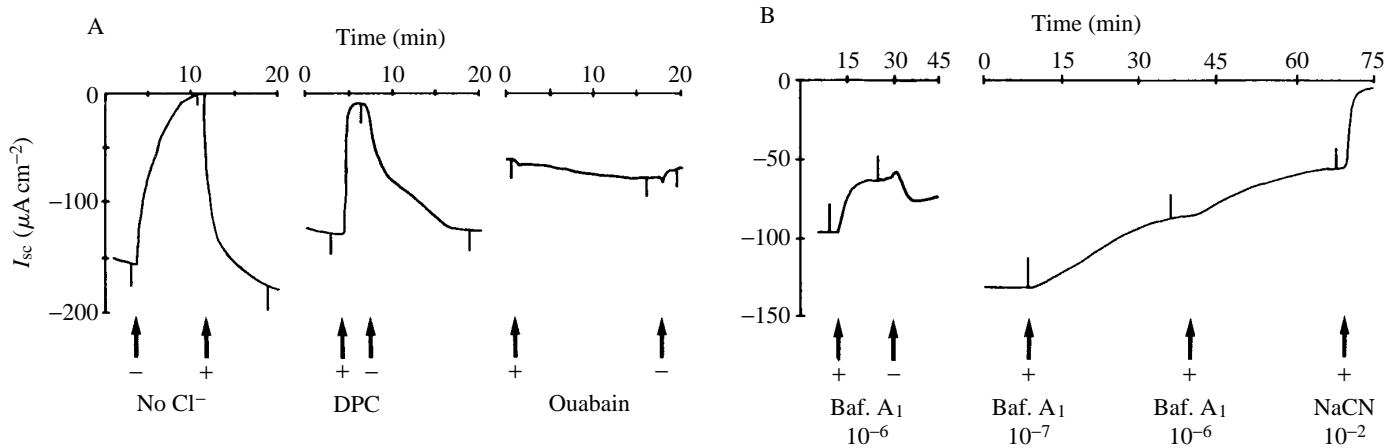 A
Time (min)
10 20 0 10 20 0 10 20
0
−100
−200
I_sc (μA cm⁻²)
− + + − + −
No Cl⁻ DPC Ouabain
B
Time (min)
15 30 45 0 15 30 45 60 75
0
−50
−100
−150
+ − + + +
Baf. A₁ Baf. A₁ Baf. A₁ NaCN
10⁻⁶ 10⁻⁷ 10⁻⁶ 10⁻²